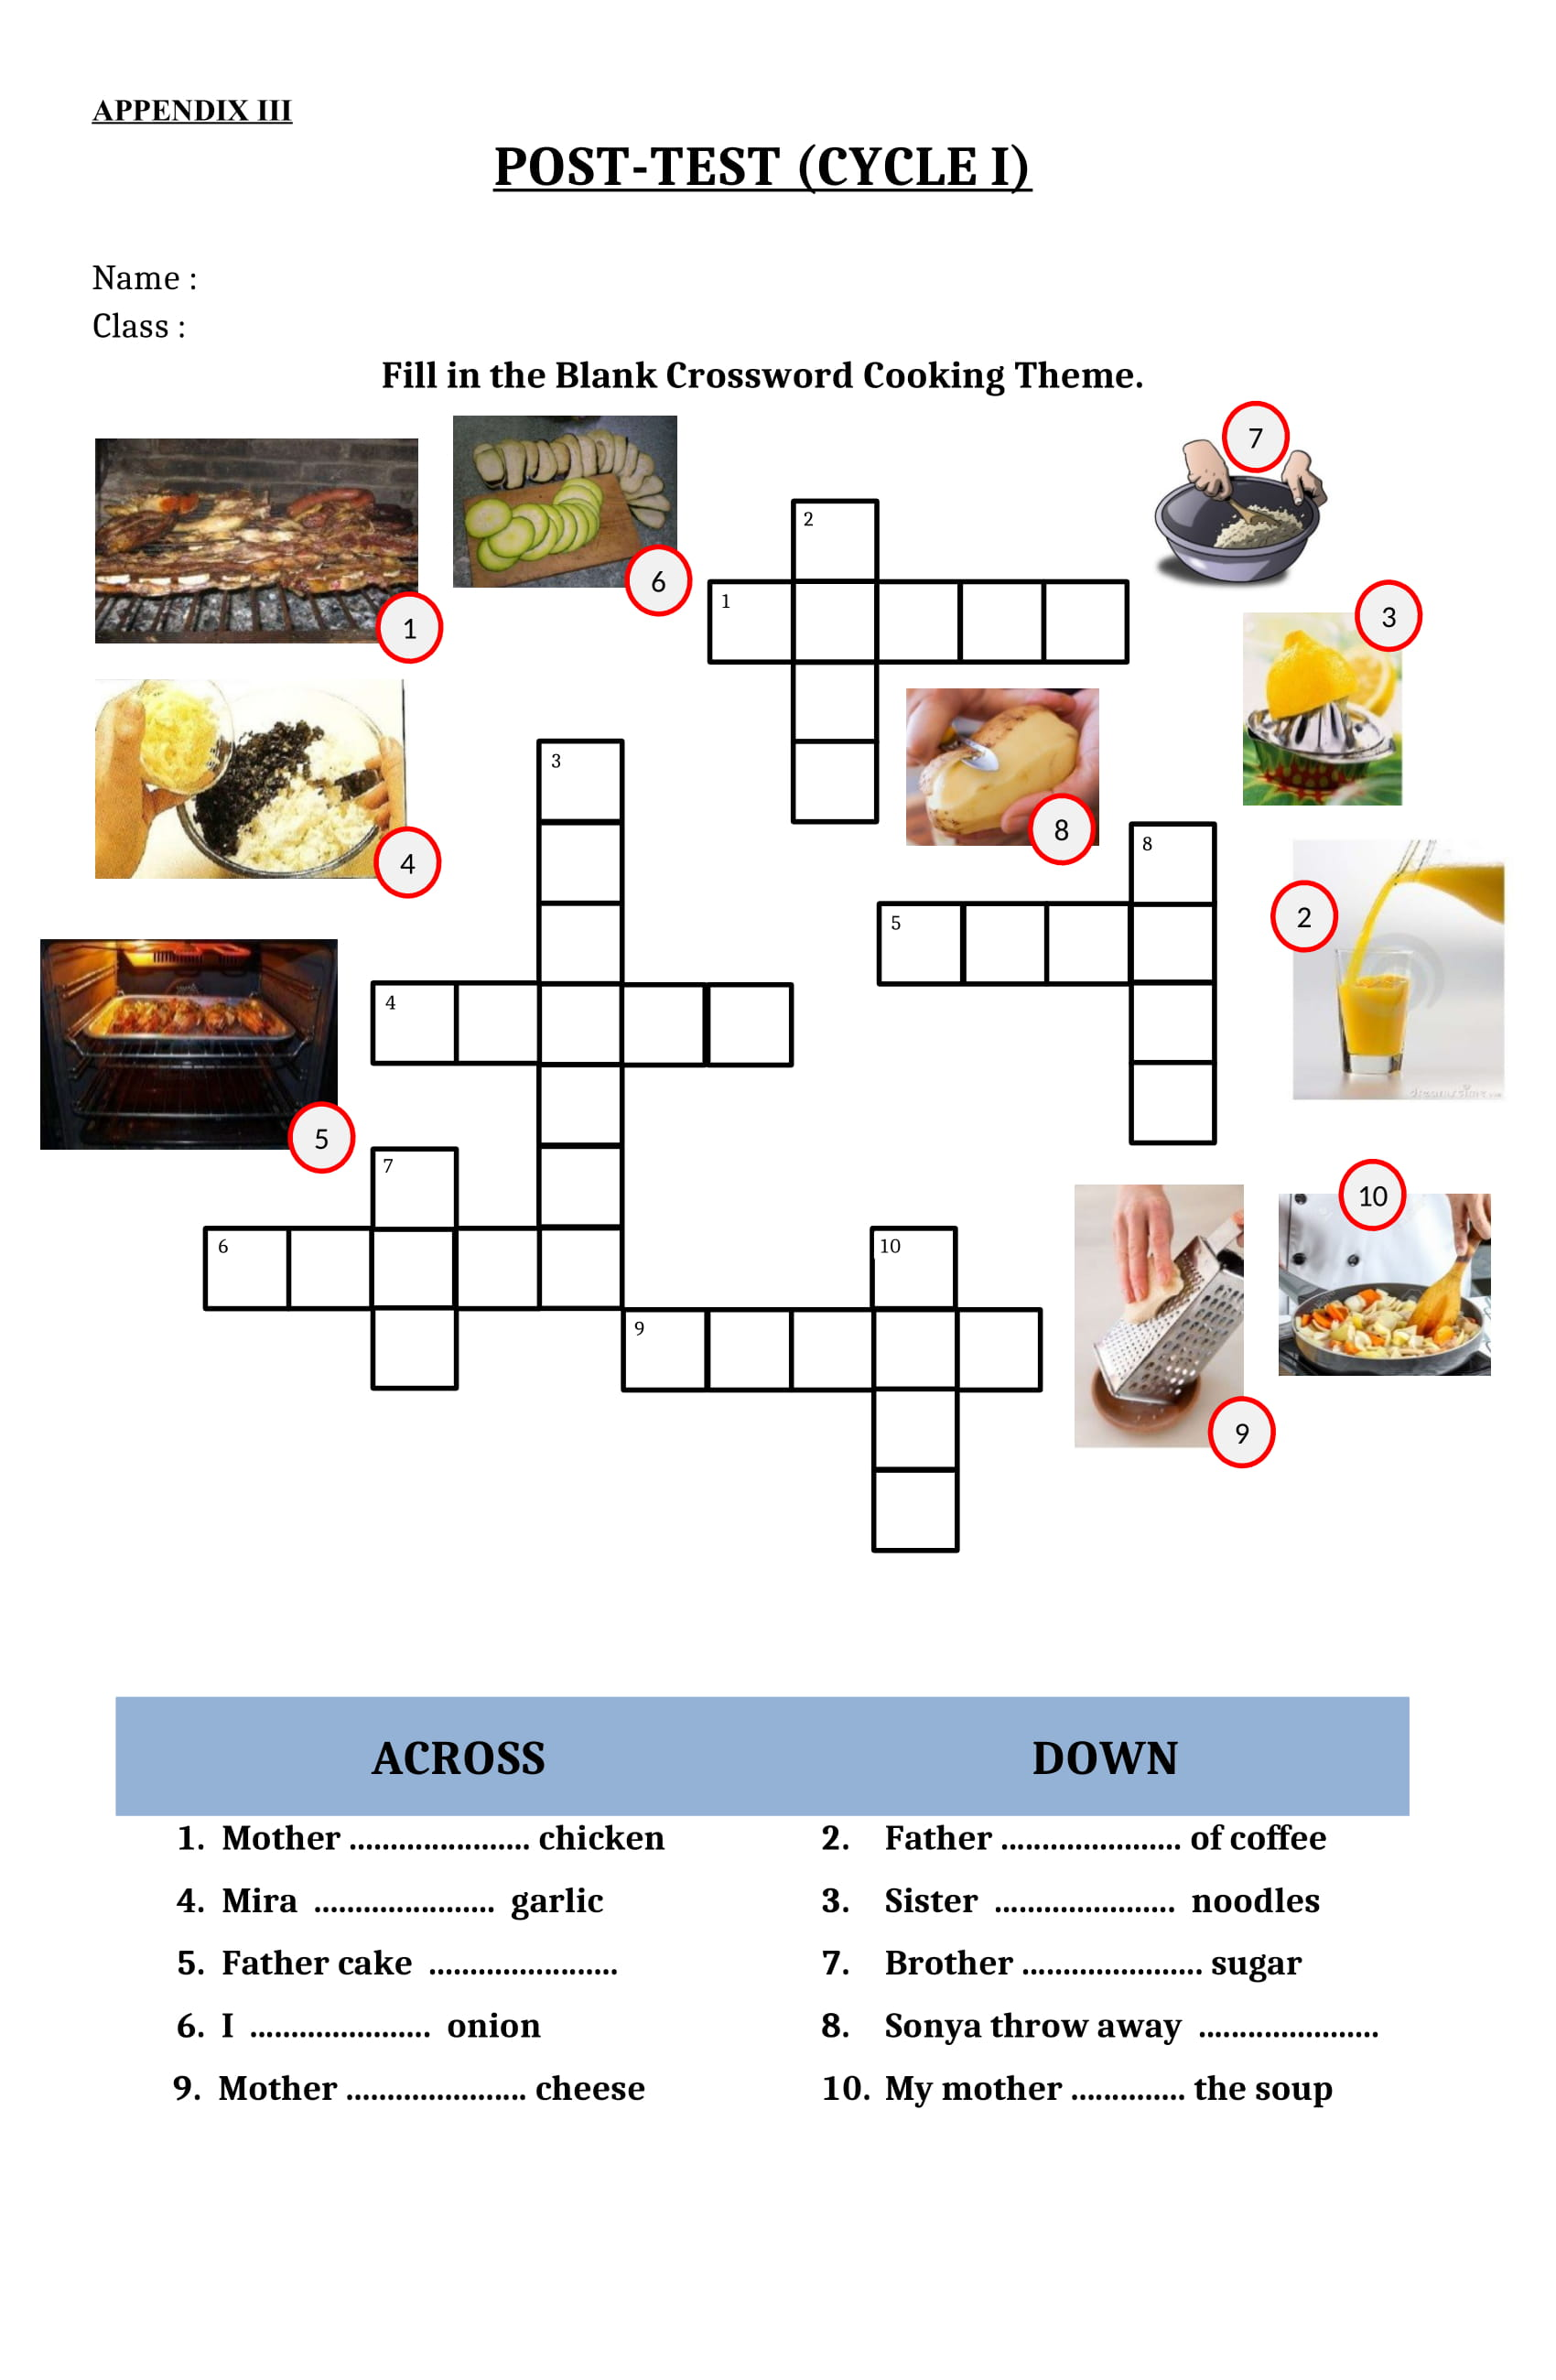 APPENDIX III
POST-TEST (CYCLE I)
Name :
Class :
Fill in the Blank Crossword Cooking Theme.
7
2
6
1
3
1
3
8
4
8
5
2
4
5
7
10
6
10
9
9
dreamstime.com
ACROSS DOWN
1. Mother ...................... chicken
2. Father ...................... of coffee
4. Mira ...................... garlic
3. Sister ...................... noodles
5. Father cake .......................
7. Brother ...................... sugar
6. I ...................... onion
8. Sonya throw away ......................
9. Mother ...................... cheese
10. My mother .............. the soup